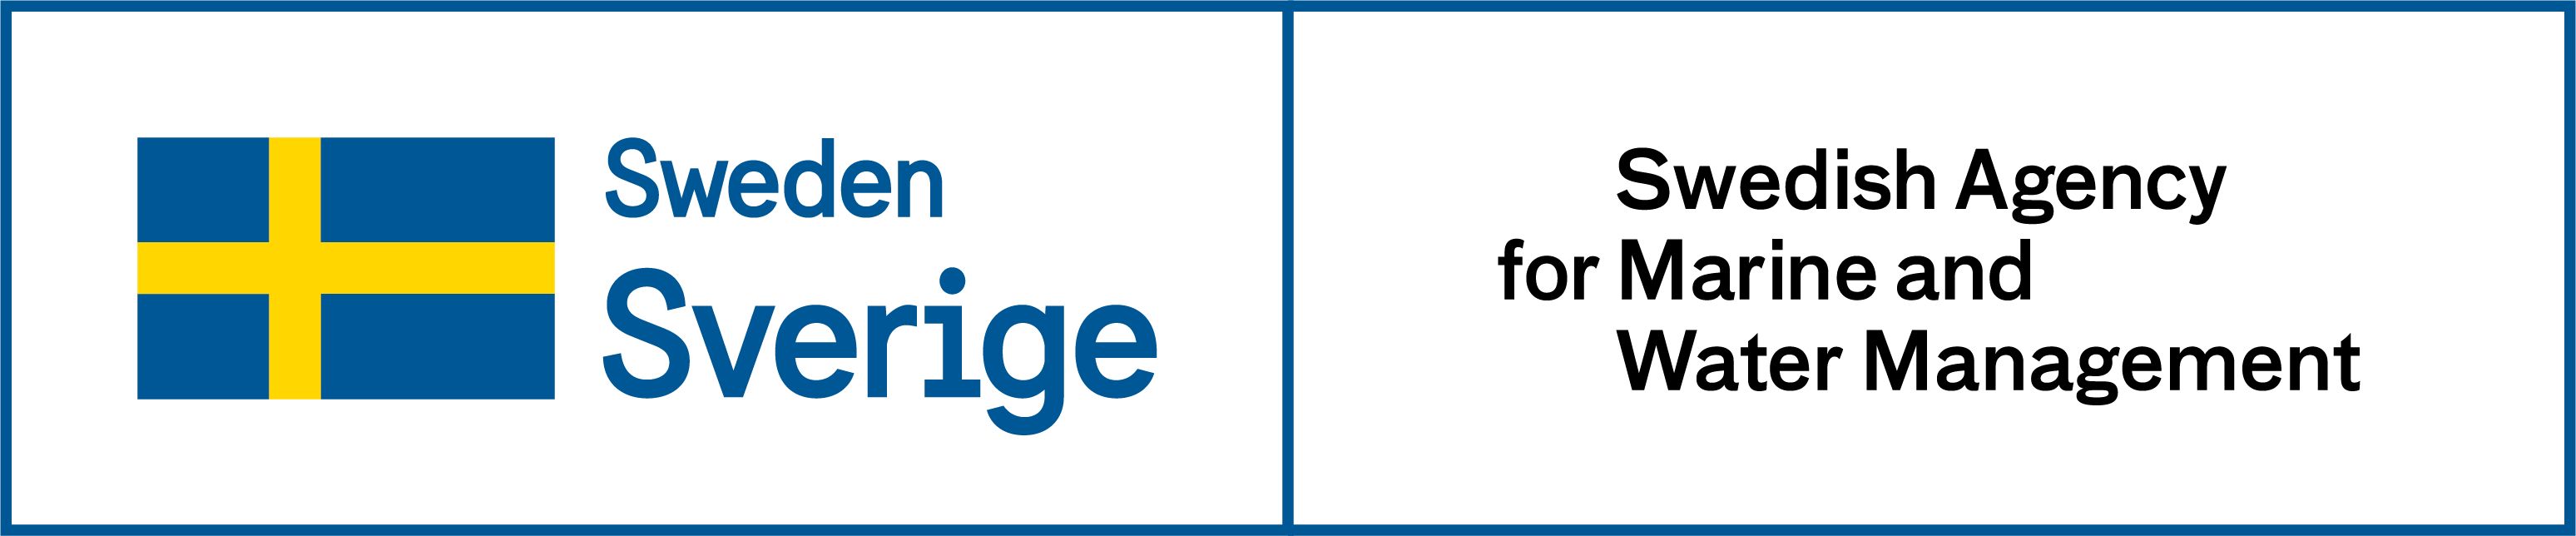 Sweden
Sverige
Swedish Agency
for Marine and
Water Management